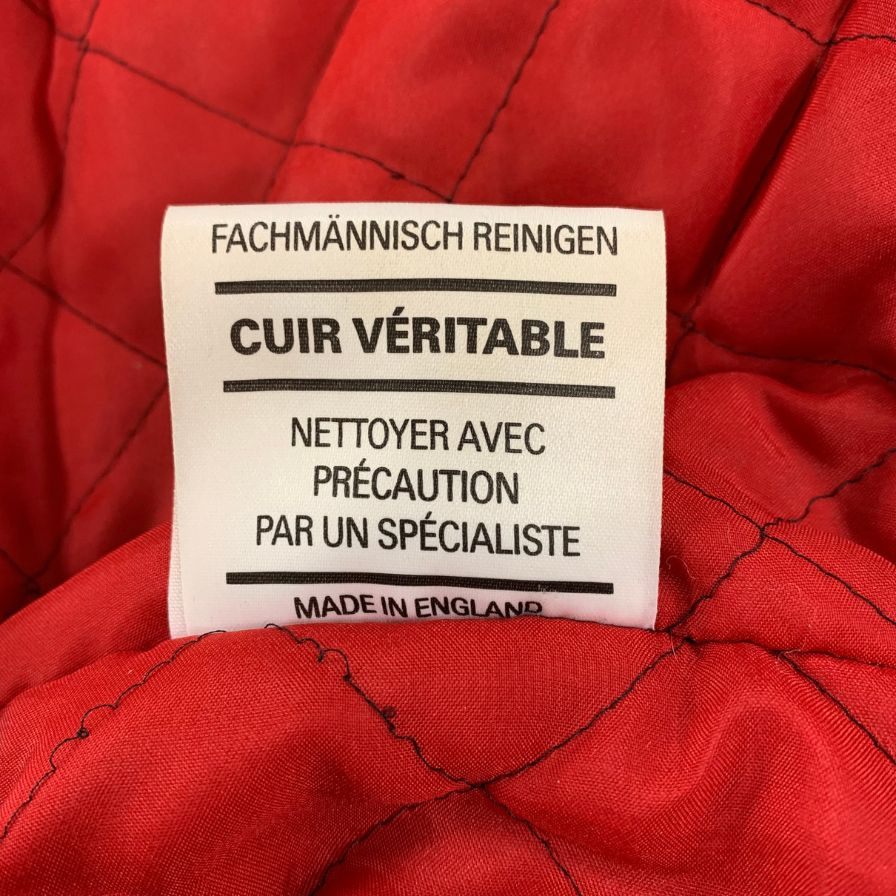 FACHMÄNNISCH REINIGEN
CUIR VÉRITABLE
NETTOYER AVEC
PRÉCAUTION
PAR UN SPÉCIALISTE
MADE IN ENGLAND